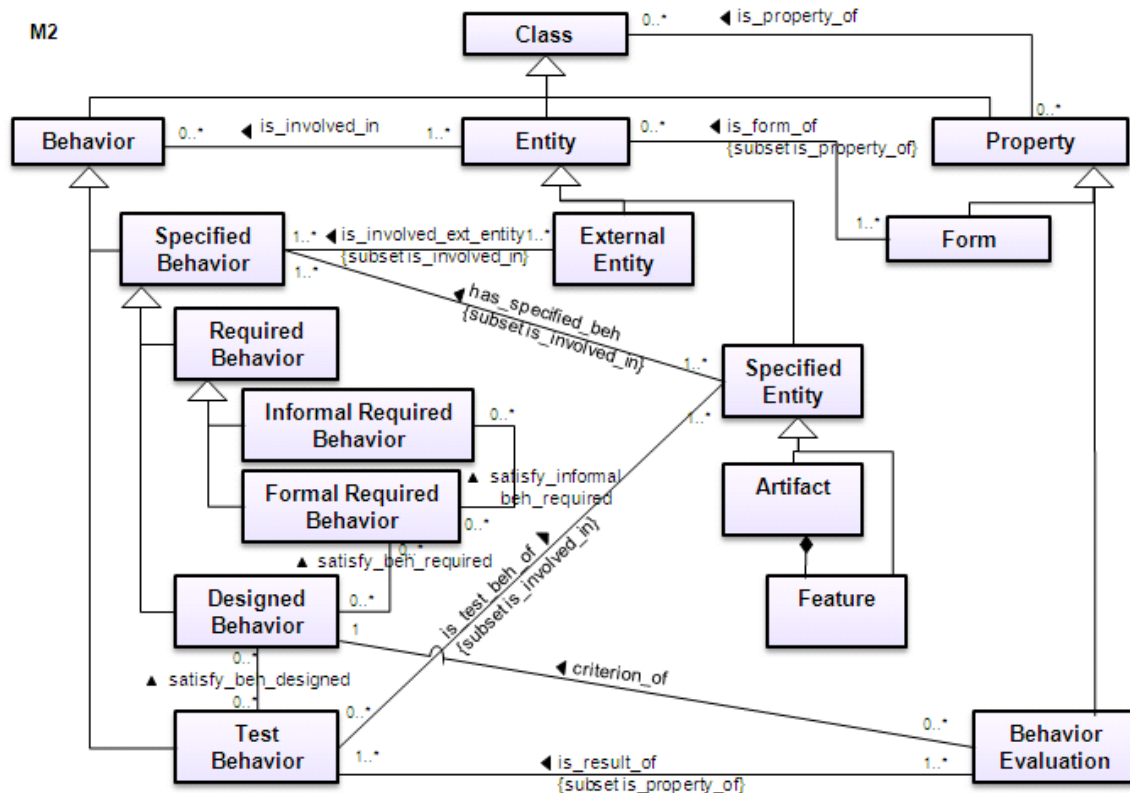 M2
Class
0..*
◄ is_property_of
0..*
Behavior
0..*
◄ is_involved_in
1..*
Entity
0..*
◄ is_form_of
{subset is_property_of}
Property
1..*
Form
Specified
Behavior
1..*
◄ is_involved_ext_entity
1..*
{subset is_involved_in}
1..*
External
Entity
◄ has_specified_beh
{subset is_involved_in}
1..*
Required
Behavior
Specified
Entity
1..*
Informal Required
Behavior
0..*
▲ satisfy_informal
beh_required
Formal Required
Behavior
0..*
Artifact
0..*
▲ satisfy_beh_required
is_test_beh_of ▼
{subset is_involved_in}
Designed
Behavior
0..*
1
Feature
0..*
▲ satisfy_beh_designed
0..*
◄ criterion_of
0..*
Test
Behavior
0..*
1..*
◄ is_result_of
{subset is_property_of}
1..*
Behavior
Evaluation